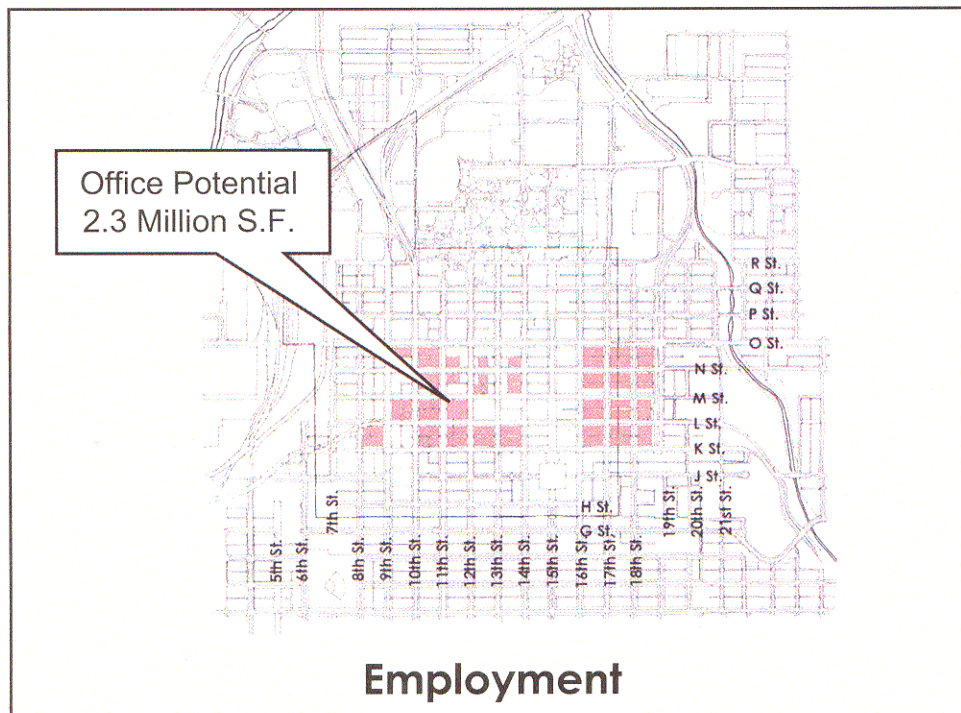 Office Potential
2.3 Million S.F.
R St.
Q St.
P St.
O St.
N St.
M St.
L St.
K St.
J St.
H St.
G St.
5th St.
6th St.
7th St.
8th St.
9th St.
10th St.
11th St.
12th St.
13th St.
14th St.
15th St.
16th St.
17th St.
18th St.
19th St.
20th St.
21st St.
Employment